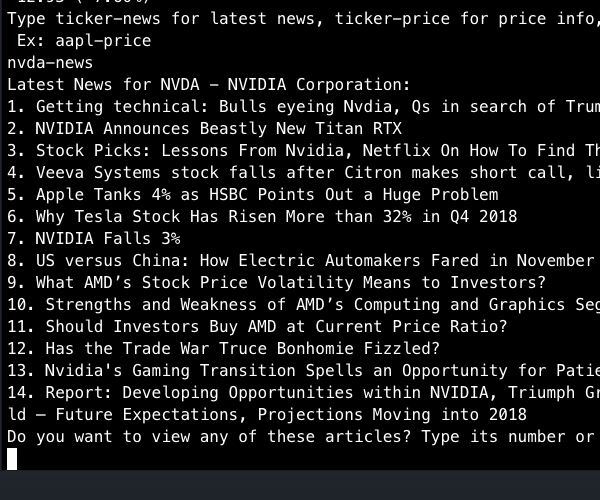 Type ticker-news for latest news, ticker-price for price info,
Ex: aapl-price
nvda-news
Latest News for NVDA – NVIDIA Corporation:
1. Getting technical: Bulls eyeing Nvdia, Qs in search of
2. NVIDIA Announces Beastly New Titan RTX
3. Stock Picks: Lessons From Nvidia, Netflix On How To Find
4. Veeva Systems stock falls after Citron makes short call,
5. Apple Tanks 4% as HSBC Points Out a Huge Problem
6. Why Tesla Stock Has Risen More than 32% in Q4 2018
7. NVIDIA Falls 3%
8. US versus China: How Electric Automakers Fared in November
9. What AMD’s Stock Price Volatility Means to Investors?
10. Strengths and Weakness of AMD’s Computing and Graphics
11. Should Investors Buy AMD at Current Price Ratio?
12. Has the Trade War Truce Bonhomie Fizzled?
13. Nvidia's Gaming Transition Spells an Opportunity for
14. Report: Developing Opportunities within NVIDIA, Triumph
ld — Future Expectations, Projections Moving into 2018
Do you want to view any of these articles? Type its number or